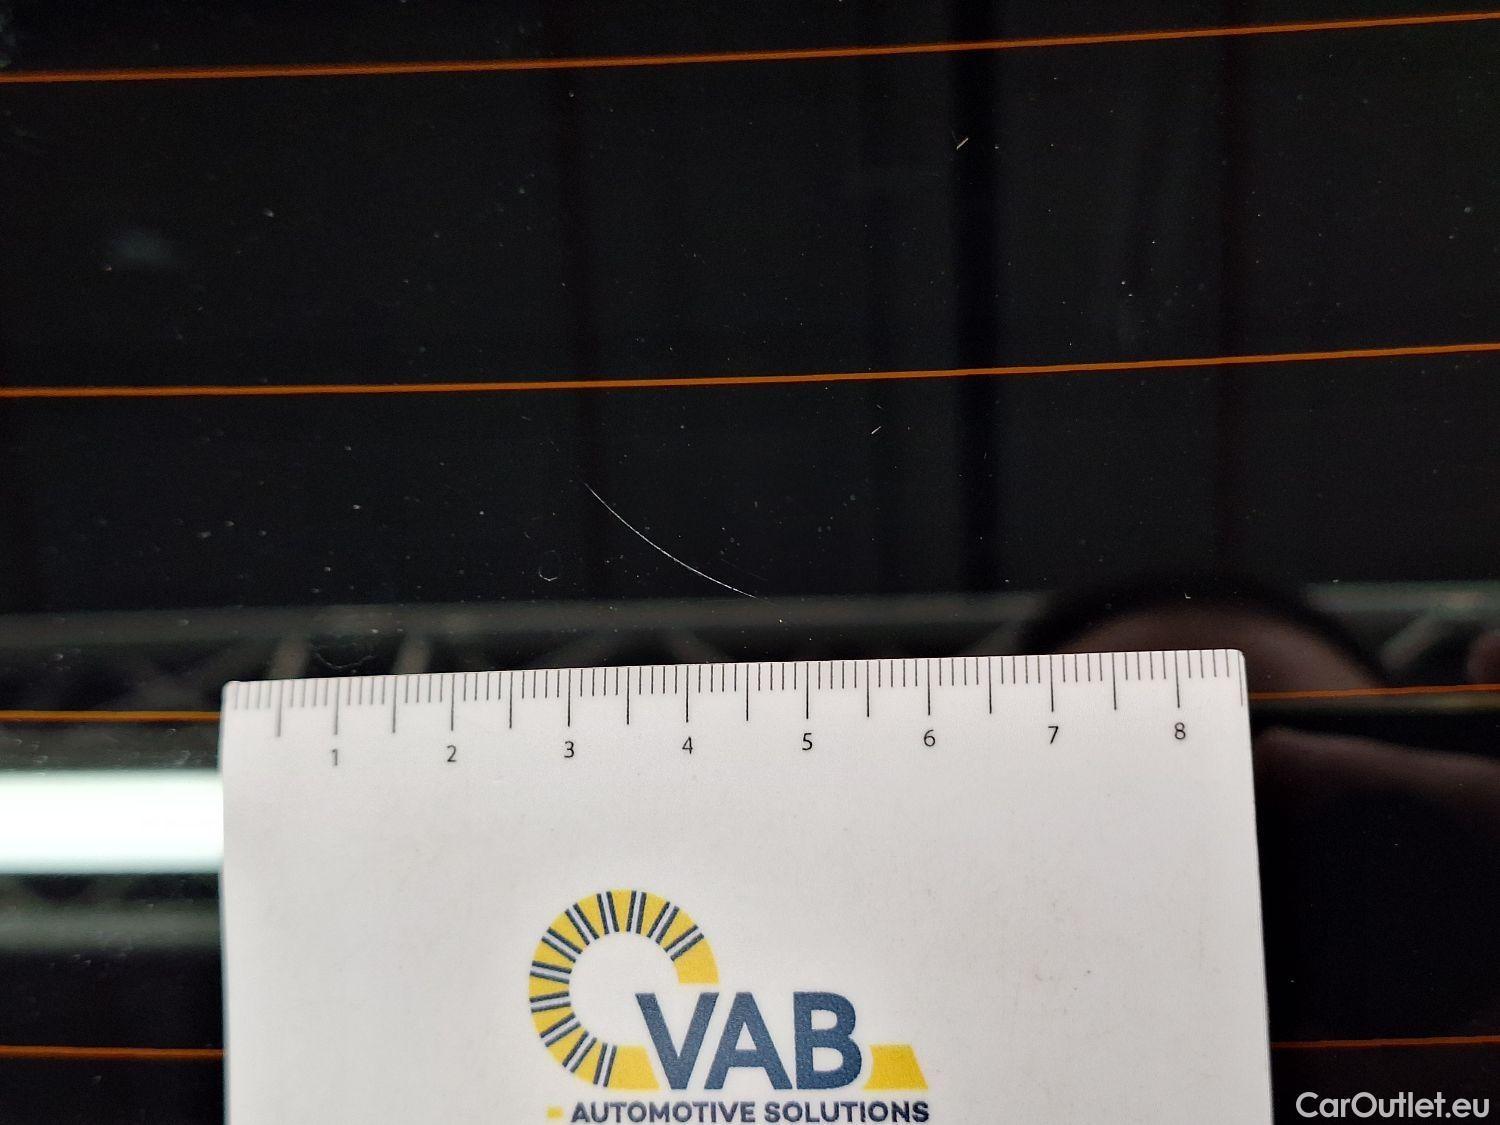 1 2 3 4 5 6 7 8
VAB
AUTOMOTIVE SOLUTIONS
CarOutlet.eu